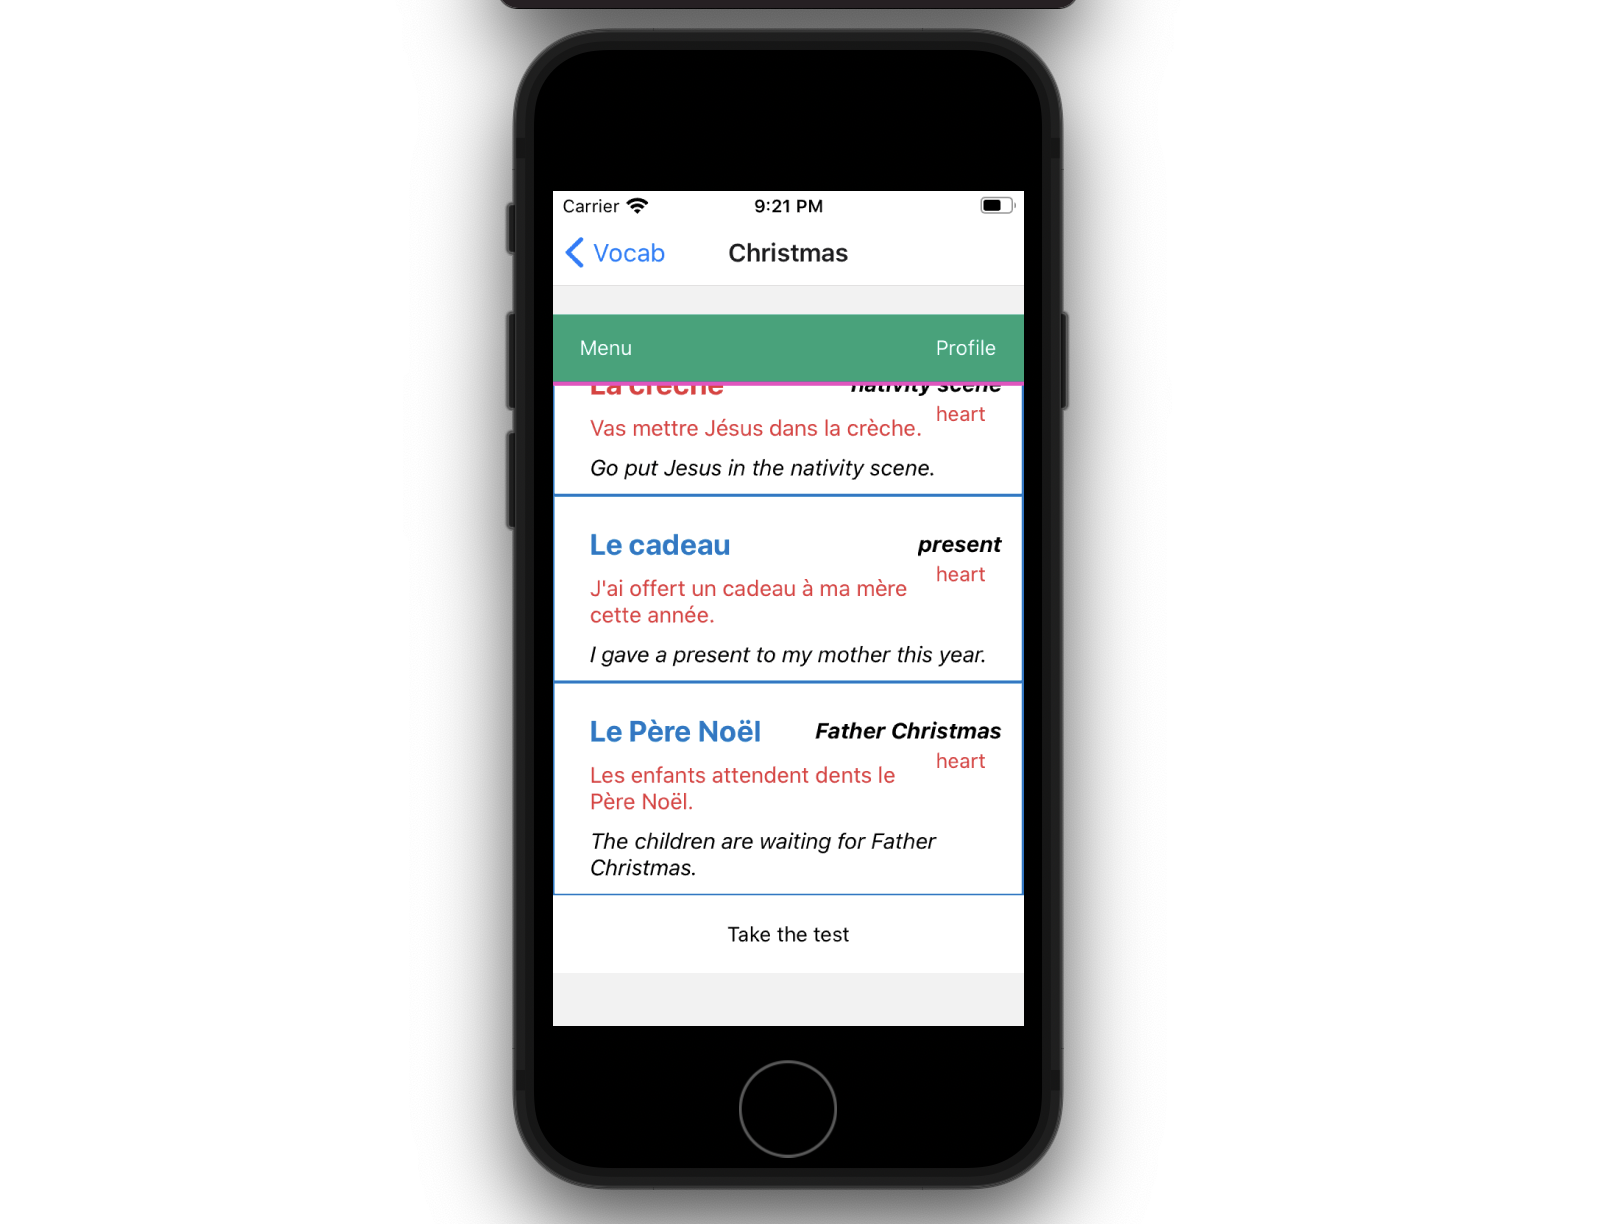 Carrier 9:21 PM
Vocab Christmas
Menu Profile
La crèche nativity scene
heart
Vas mettre Jésus dans la crèche.
Go put Jesus in the nativity scene.
Le cadeau present
heart
J'ai offert un cadeau à ma mère
cette année.
I gave a present to my mother this year.
Le Père Noël Father Christmas
heart
Les enfants attendent dents le
Père Noël.
The children are waiting for Father
Christmas.
Take the test